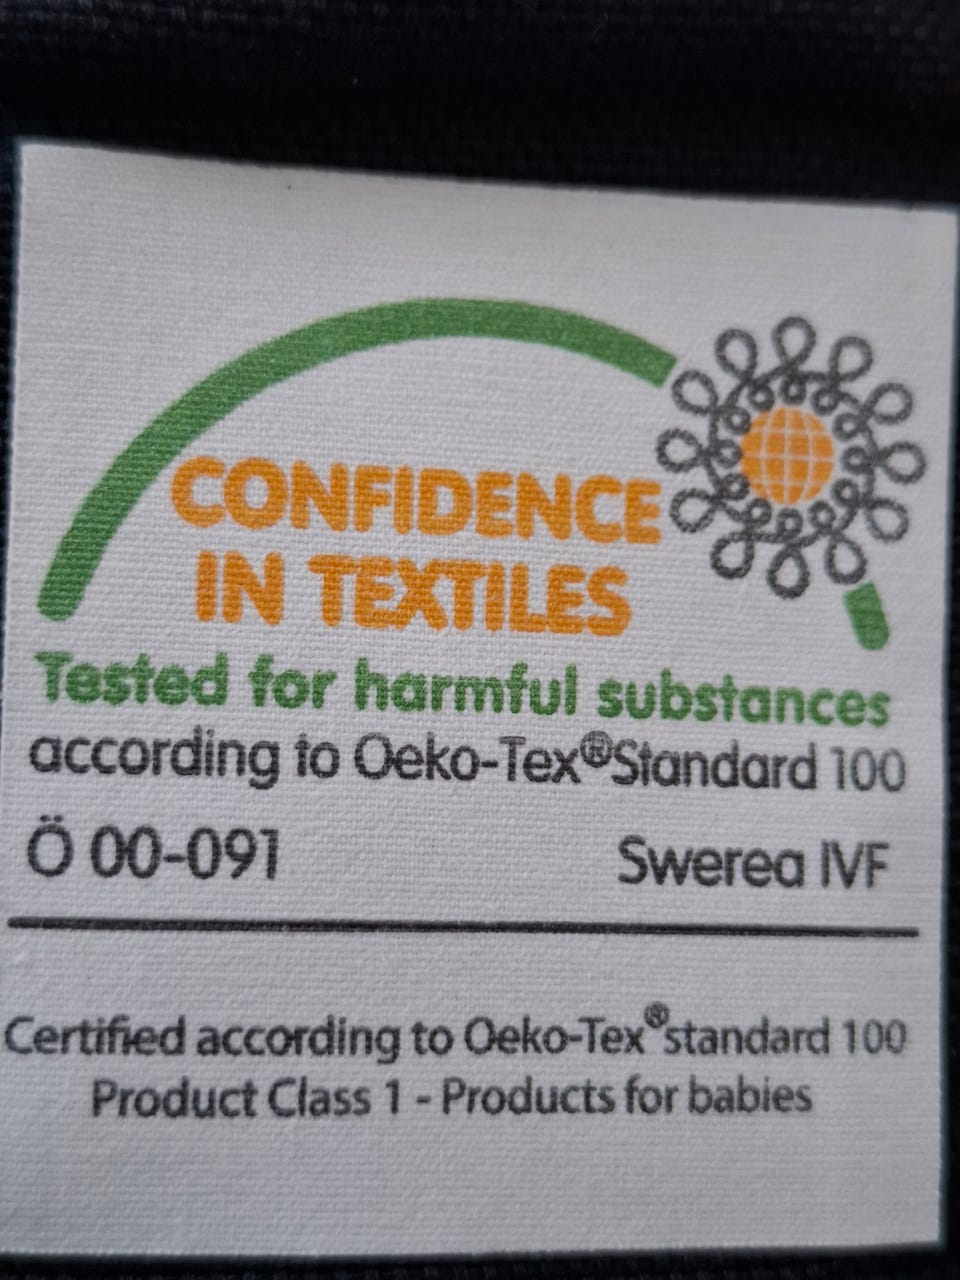 CONFIDENCE
IN TEXTILES
Tested for harmful substances
according to Oeko-Tex®Standard 100
Ö 00-091 Swerea IVF
Certified according to Oeko-Tex®standard 100
Product Class 1 - Products for babies